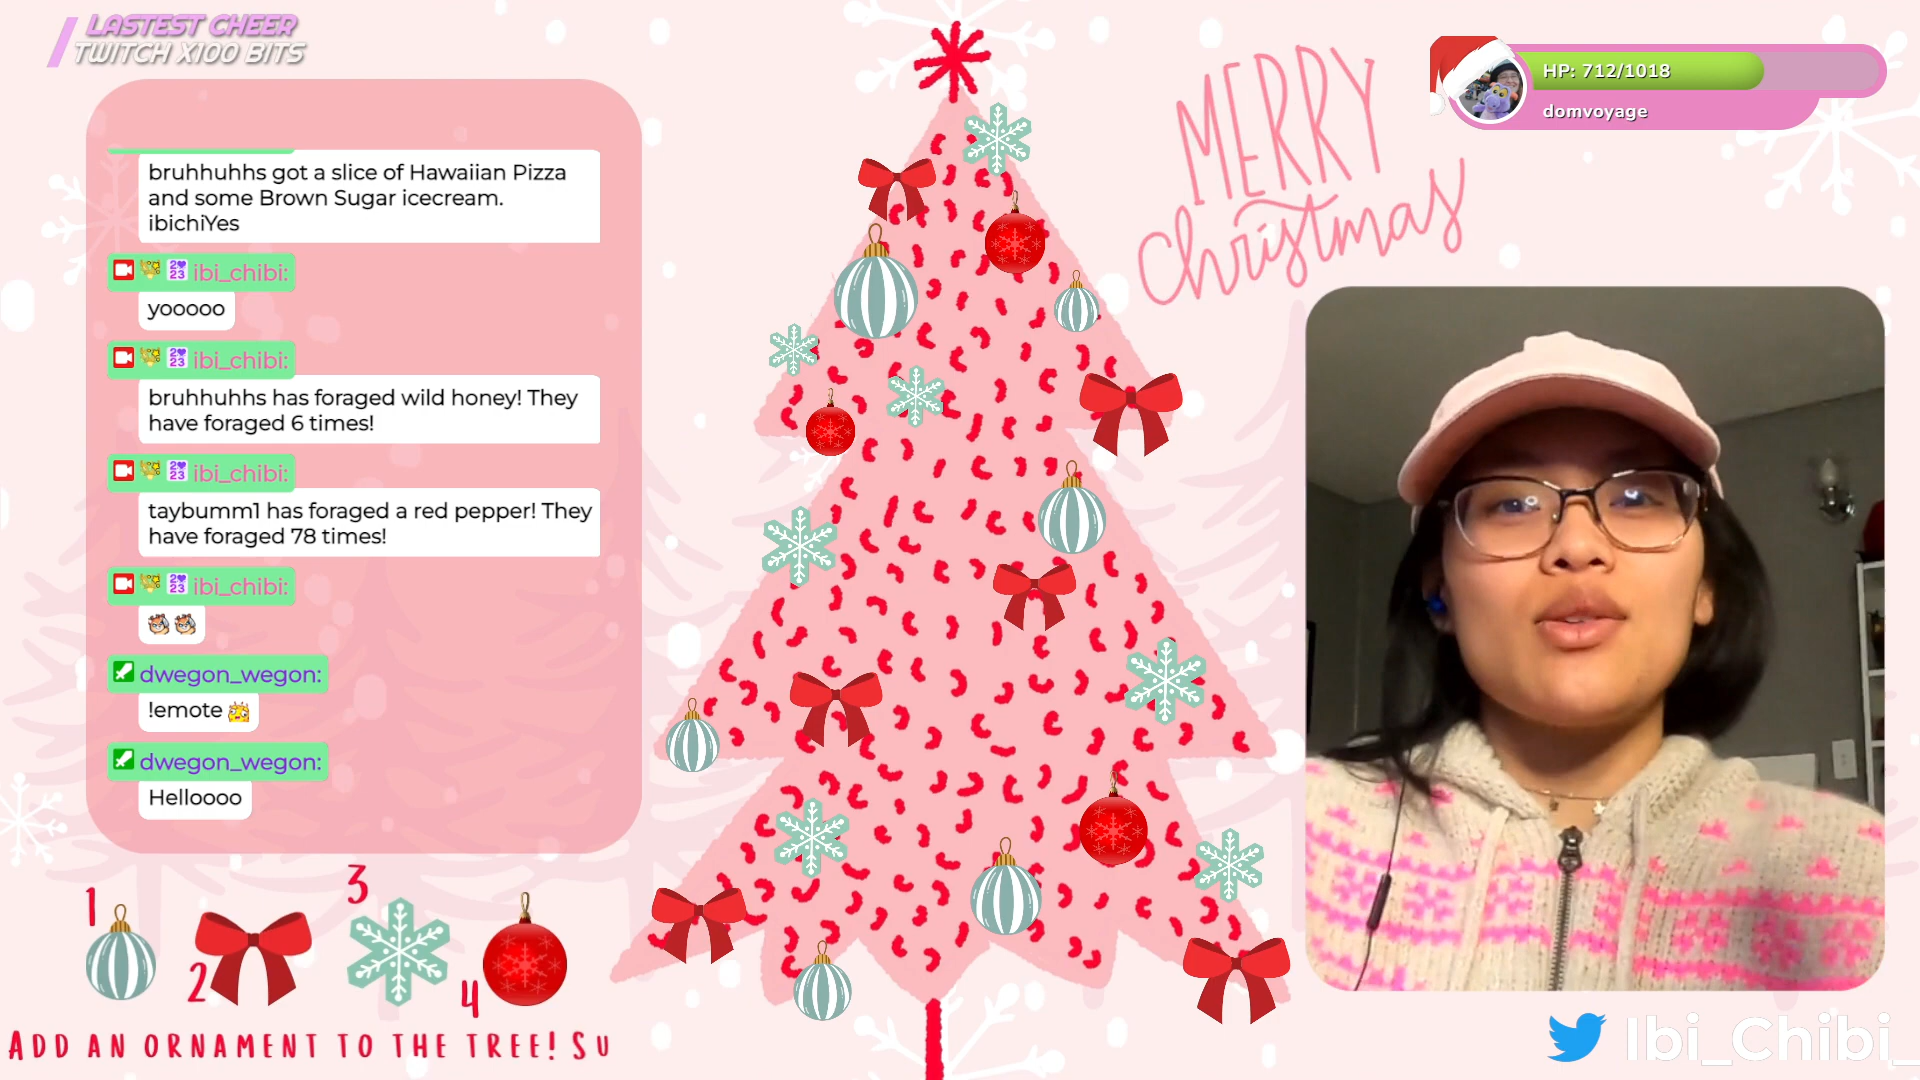 LASTEST CHEER
TWITCH X100 BITS
bruhhuhhs got a slice of Hawaiian Pizza
and some Brown Sugar icecream.
ibichiYes
ibi_chibi:
yooooo
ibi_chibi:
bruhhuhhs has foraged wild honey! They
have foraged 6 times!
ibi_chibi:
taybumm1 has foraged a red pepper! They
have foraged 78 times!
ibi_chibi:
dwegon_wegon:
!emote
dwegon_wegon:
Helloooo
1
2
3
4
ADD AN ORNAMENT TO THE TREE! SU
MERRY
Christmas
HP: 712/1018
domvoyage
Ibi_Chibi_